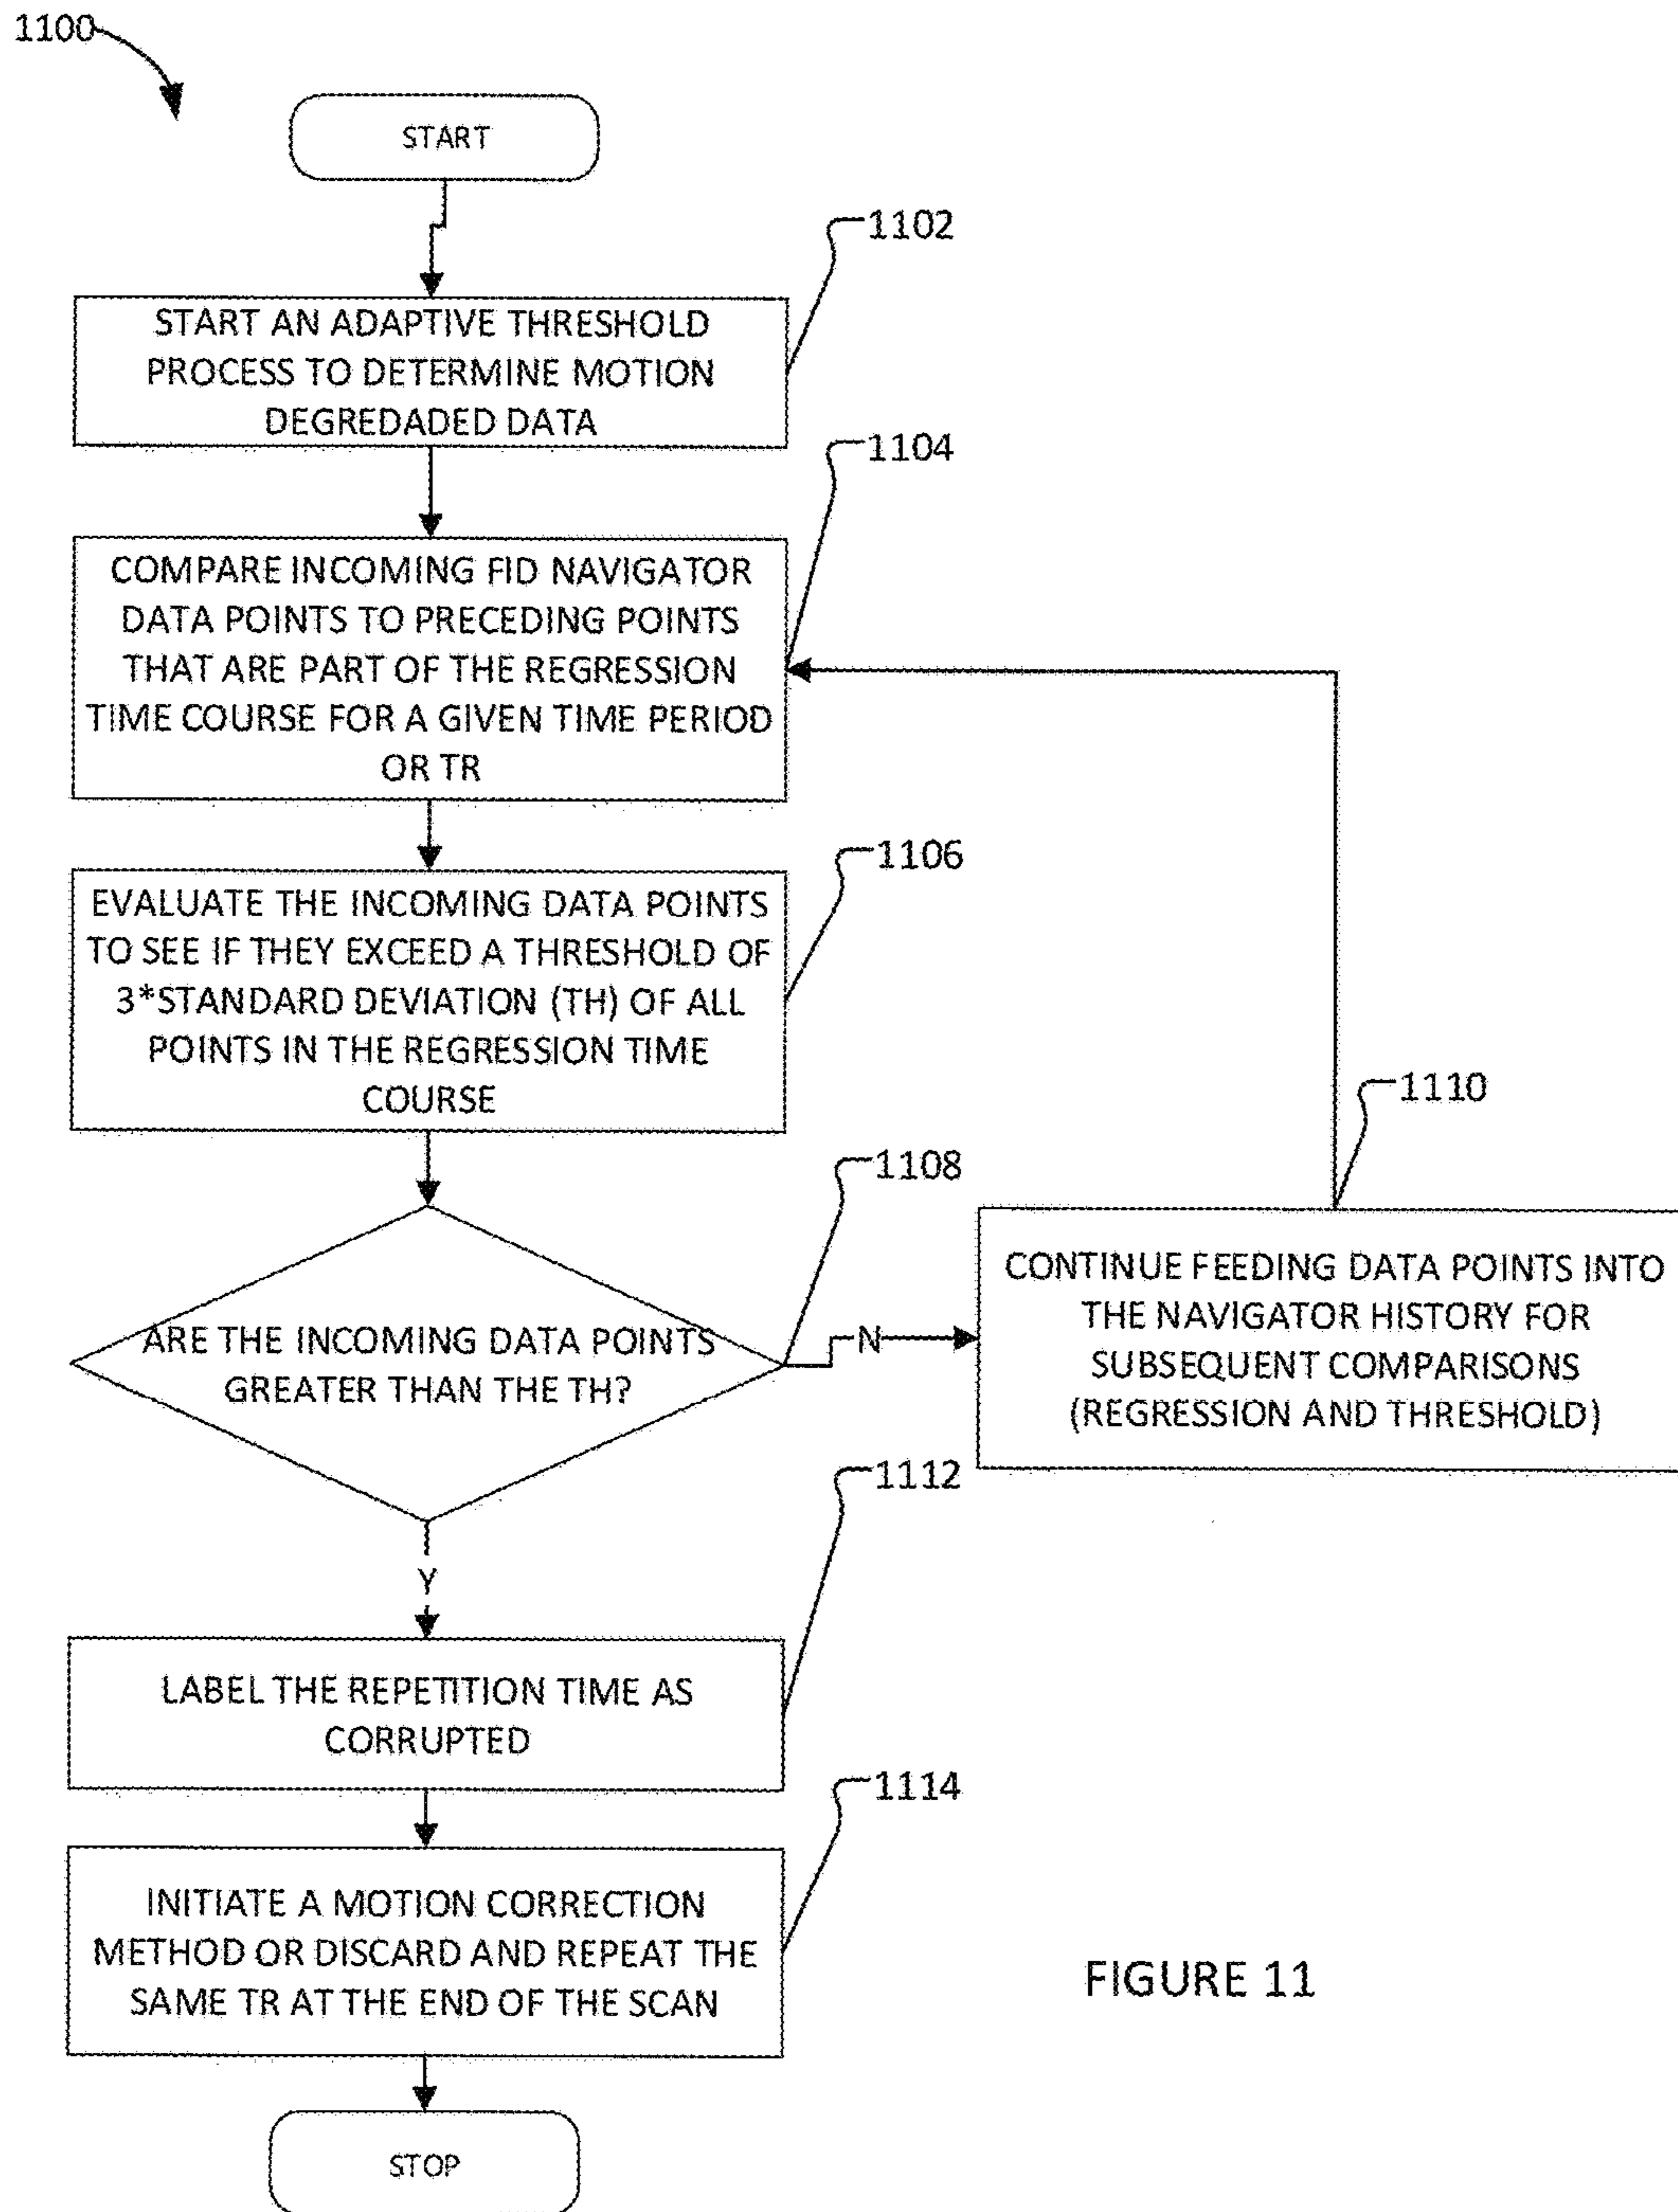 1100
START
1102
START AN ADAPTIVE THRESHOLD
PROCESS TO DETERMINE MOTION
DEGREDADED DATA
1104
COMPARE INCOMING FID NAVIGATOR
DATA POINTS TO PRECEDING POINTS
THAT ARE PART OF THE REGRESSION
TIME COURSE FOR A GIVEN TIME PERIOD
OR TR
1106
EVALUATE THE INCOMING DATA POINTS
TO SEE IF THEY EXCEED A THRESHOLD OF
3*STANDARD DEVIATION (TH) OF ALL
POINTS IN THE REGRESSION TIME
COURSE
1108
ARE THE INCOMING DATA POINTS
GREATER THAN THE TH?
N
1110
CONTINUE FEEDING DATA POINTS INTO
THE NAVIGATOR HISTORY FOR
SUBSEQUENT COMPARISONS
(REGRESSION AND THRESHOLD)
Y
1112
LABEL THE REPETITION TIME AS
CORRUPTED
1114
INITIATE A MOTION CORRECTION
METHOD OR DISCARD AND REPEAT THE
SAME TR AT THE END OF THE SCAN
STOP
FIGURE 11